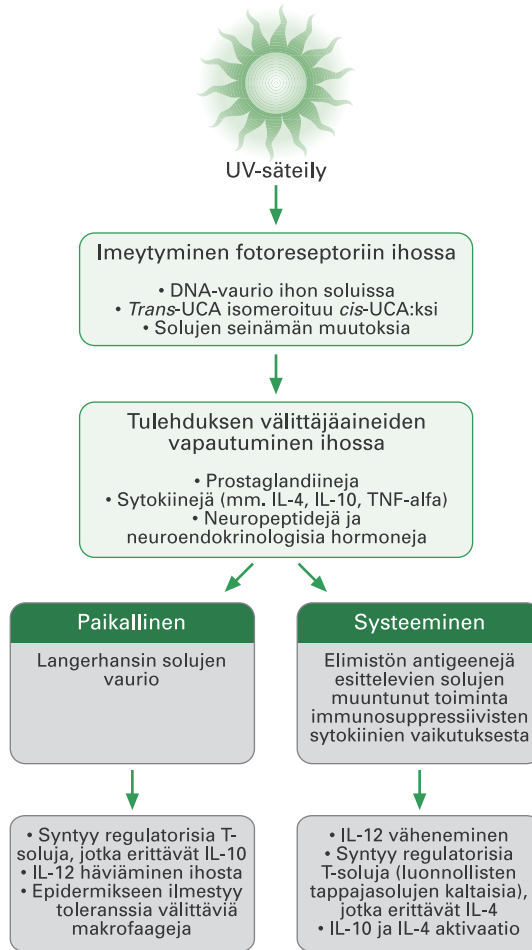 UV-säteily
Imeytyminen fotoreseptoriin ihossa
• DNA-vaurio ihon soluissa
• Trans-UCA isomeroituu cis-UCA:ksi
• Solujen seinämän muutoksia
Tulehduksen välittäjäaineiden
vapautuminen ihossa
• Prostaglandiineja
• Sytokiinejä (mm. IL-4, IL-10, TNF-alfa)
• Neuropeptidejä ja
neuroendokrinologisia hormoneja
Paikallinen
Langerhansin solujen
vaurio
• Syntyy regulatorisia T-
soluja, jotka erittävät IL-10
• IL-12 häviäminen ihosta
• Epidermikseen ilmestyy
toleranssia välittäviä
makrofaageja
Systeeminen
Elimistön antigeenejä
esittelevien solujen
muuntunut toiminta
immunosuppressiivisten
sytokiinien vaikutuksesta
• IL-12 väheneminen
• Syntyy regulatorisia
T-soluja (luonnollisten
tappajasolujen kaltaisia),
jotka erittävät IL-4
• IL-10 ja IL-4 aktivaatio